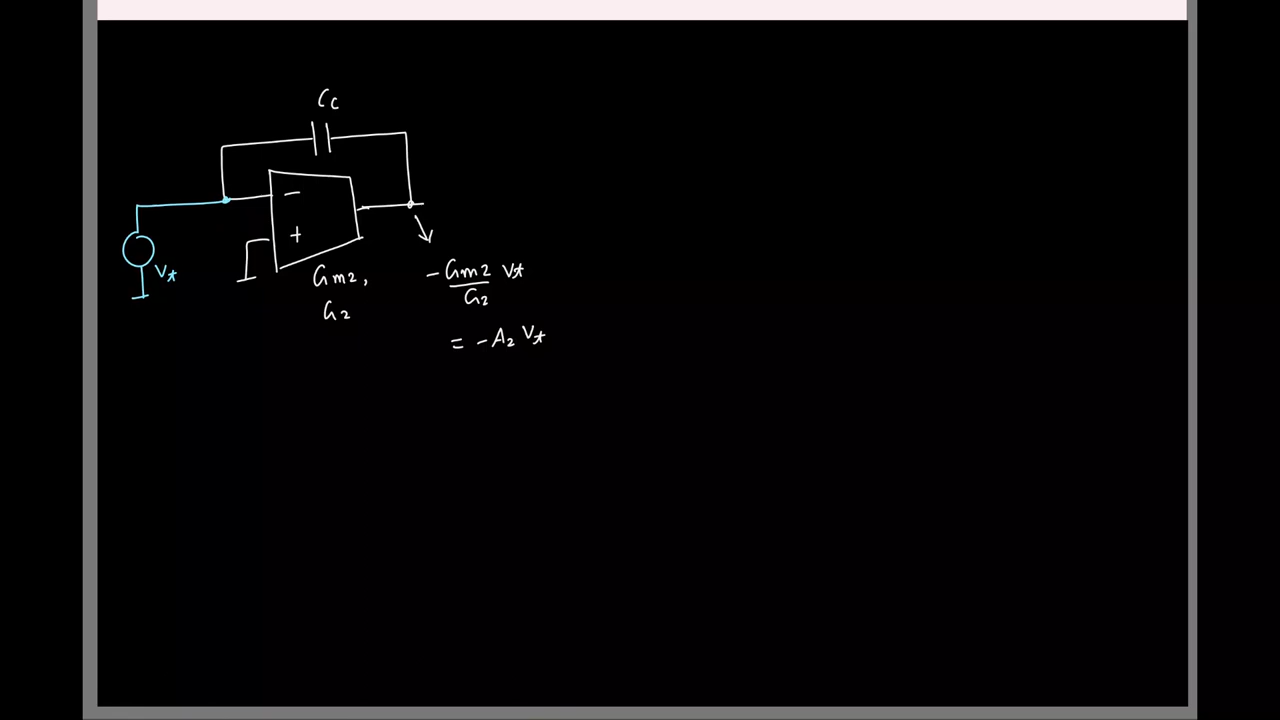 Cc
−
+
Vt
Gm2,
G2
−Gm2/G2 Vt
= −A2 Vt